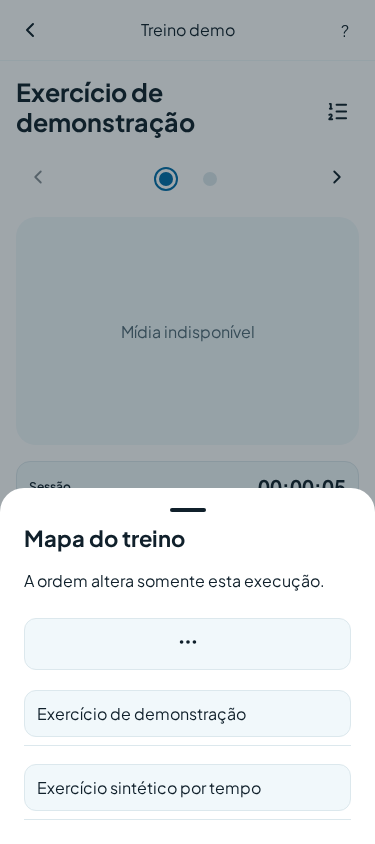 Treino demo
?
Exercício de
demonstração
Mídia indisponível
Sessão
00:00:05
Mapa do treino
A ordem altera somente esta execução.
...
Exercício de demonstração
Exercício sintético por tempo